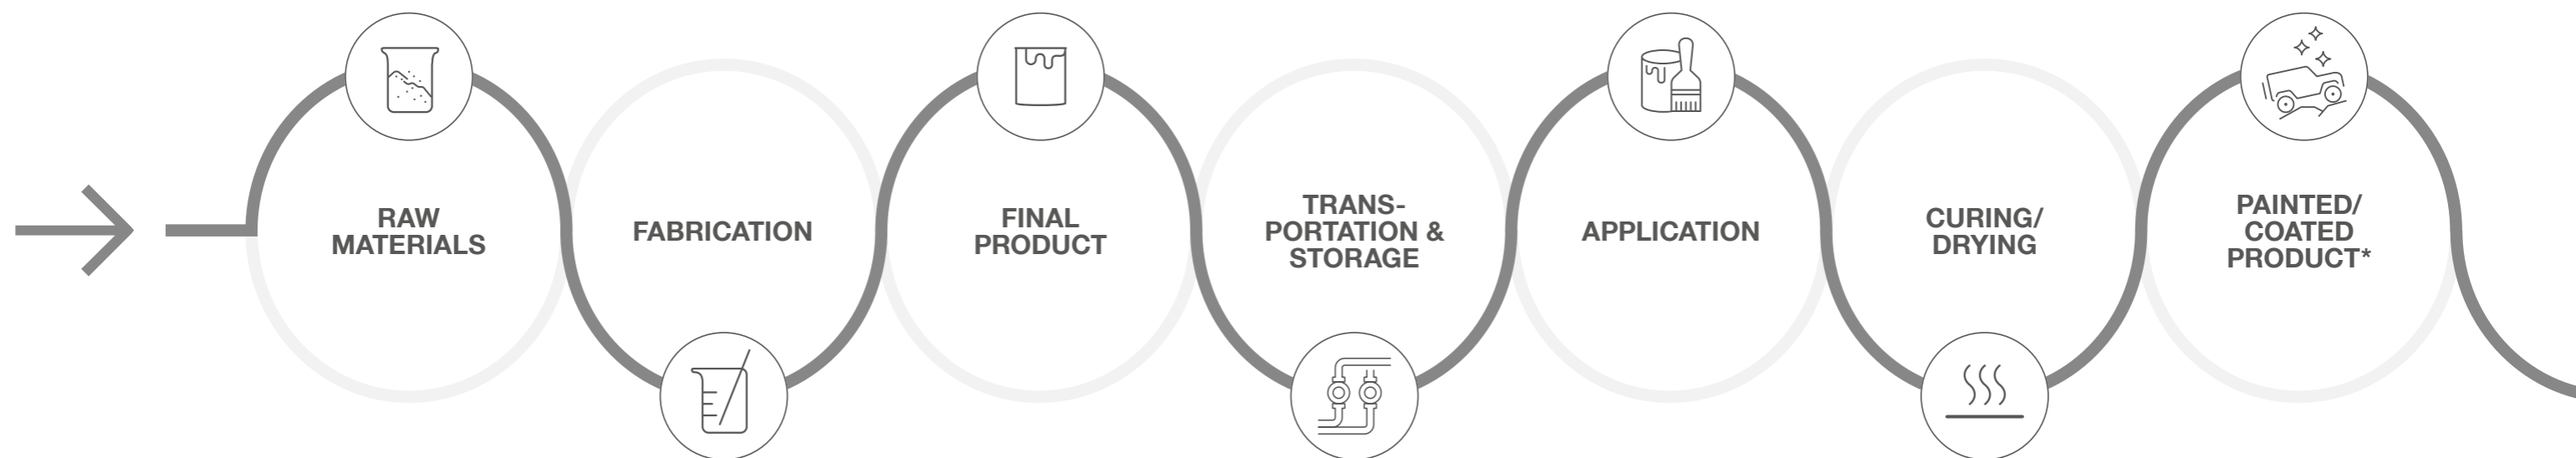 RAW
MATERIALS
FABRICATION
FINAL
PRODUCT
TRANS-
PORTATION &
STORAGE
APPLICATION
CURING/
DRYING
PAINTED/
COATED
PRODUCT*